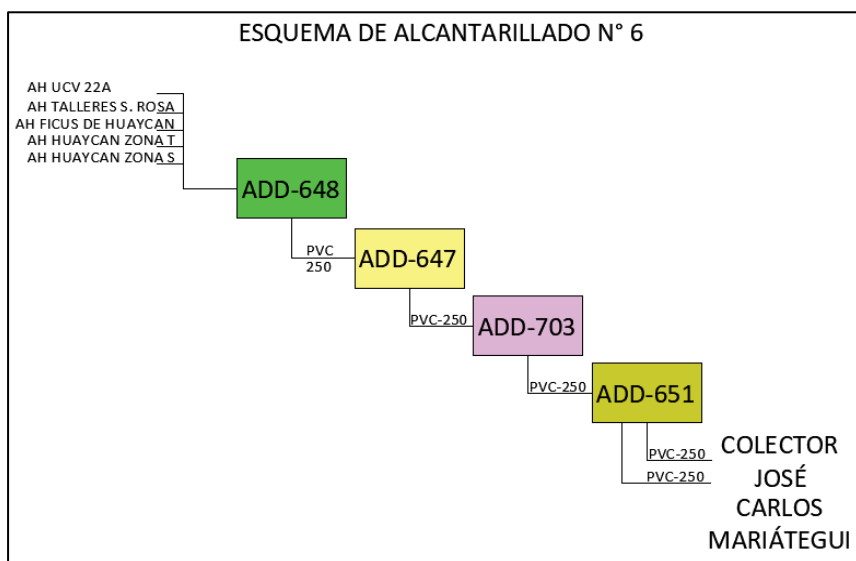 ESQUEMA DE ALCANTARILLADO N° 6
AH UCV 22A
AH TALLERES S. ROSA
AH FICUS DE HUAYCAN
AH HUAYCAN ZONA T
AH HUAYCAN ZONA S
ADD-648
PVC
250
ADD-647
PVC-250
ADD-703
PVC-250
ADD-651
PVC-250
PVC-250
COLECTOR
JOSÉ
CARLOS
MARIÁTEGUI